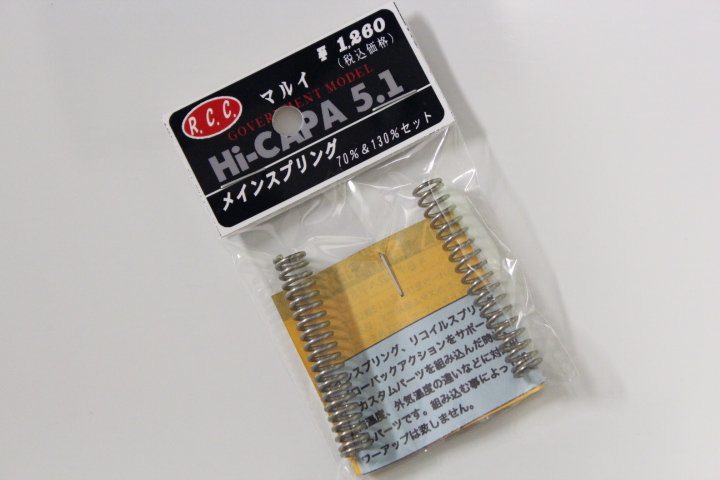 ¥ 1,260
(税込価格)
R.C.C.
マルイ
GOVERNMENT MODEL
Hi-CAPA 5.1
メインスプリング
70%&130%セット
スプリング、リコイルスプリ
ローバックアクションをサポー
カスタムパーツを組み込んだ時
温度、外気温度の違いなどに対
パーツです。組み込む事によっ
ワーアップは致しません。